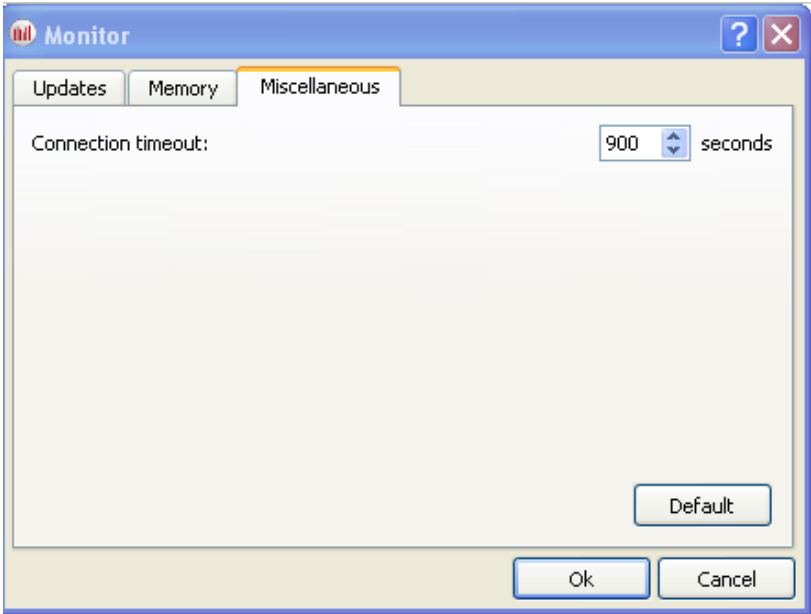 Monitor
Updates Memory Miscellaneous
Connection timeout: 900 seconds
Default
Ok Cancel